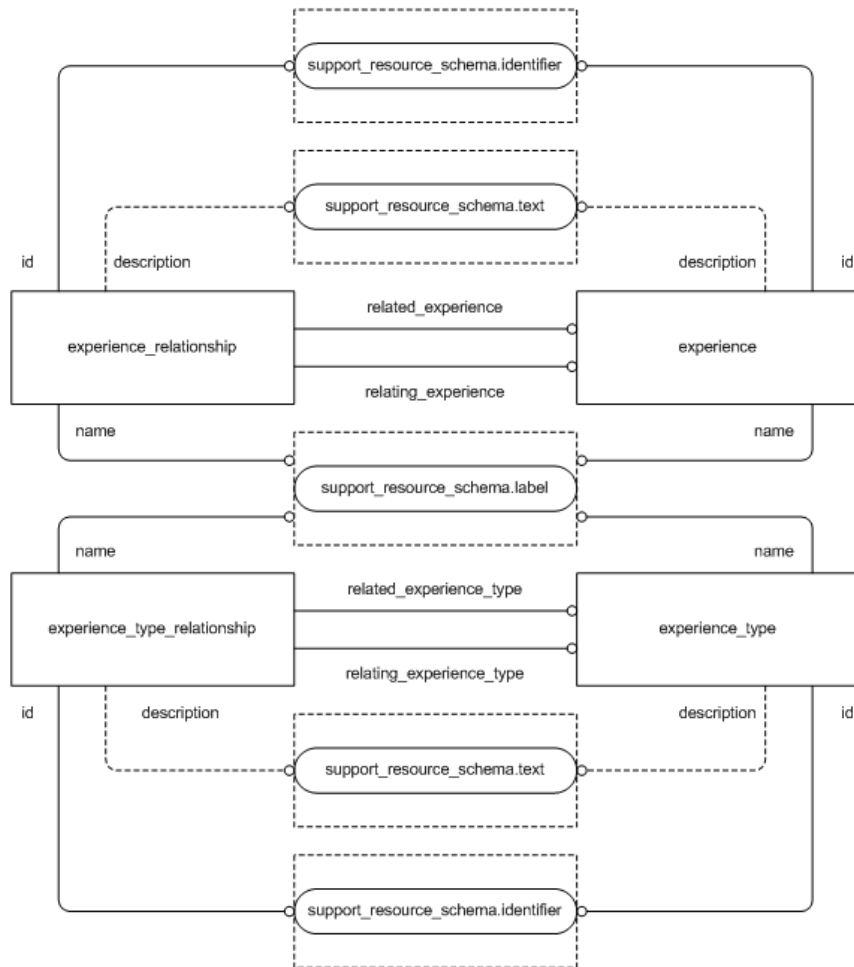 support_resource_schema.identifier
support_resource_schema.text
id
description
description
id
related_experience
experience_relationship
experience
relating_experience
name
name
support_resource_schema.label
name
name
related_experience_type
experience_type_relationship
experience_type
relating_experience_type
id
description
description
id
support_resource_schema.text
support_resource_schema.identifier